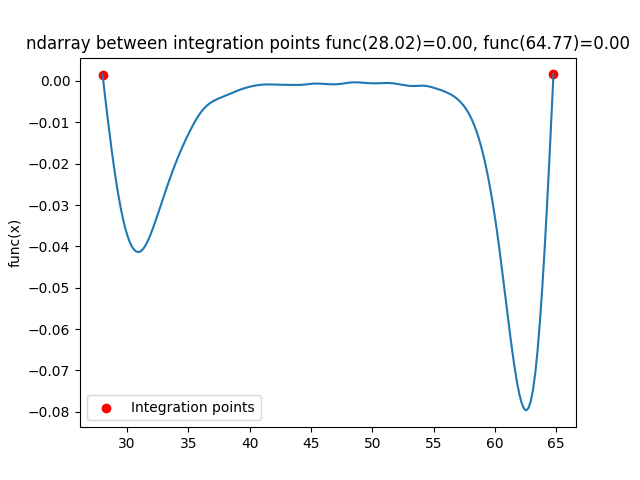 ndarray between integration points func(28.02)=0.00, func(64.77)=0.00
0.00
−0.01
−0.02
−0.03
−0.04
−0.05
−0.06
−0.07
−0.08
func(x)
Integration points
30 35 40 45 50 55 60 65